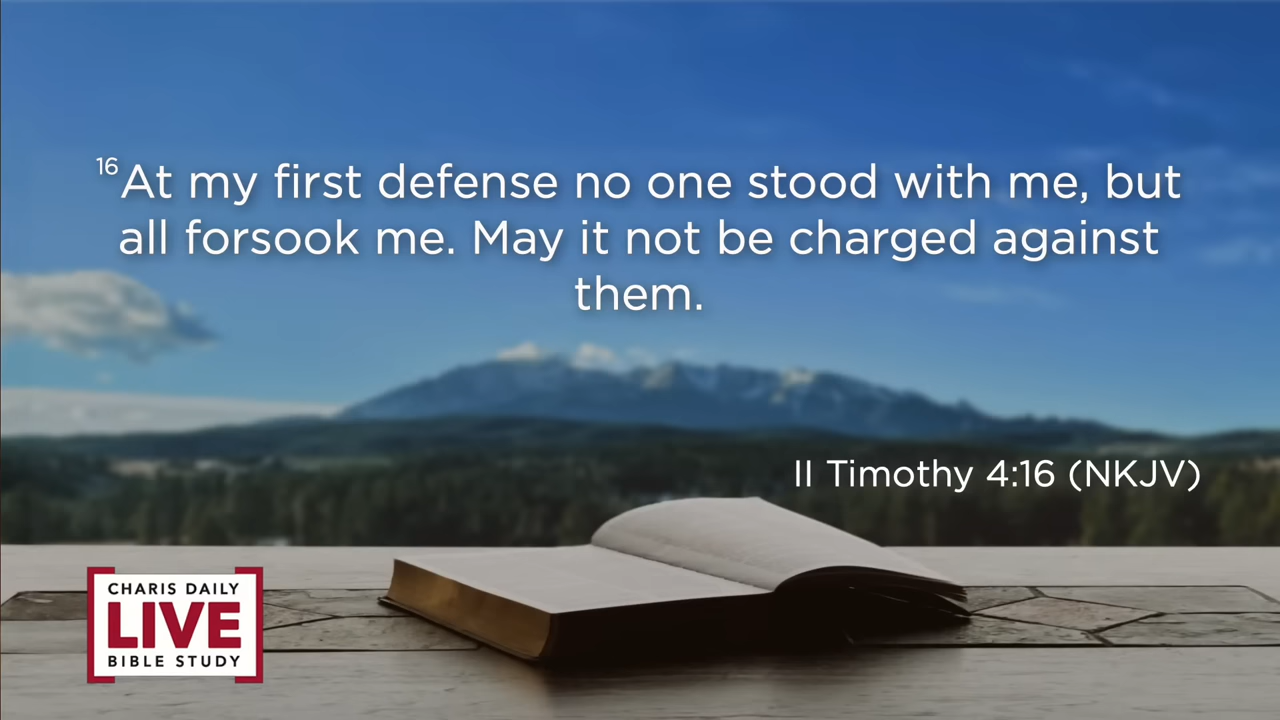 16At my first defense no one stood with me, but
all forsook me. May it not be charged against
them.
II Timothy 4:16 (NKJV)
CHARIS DAILY
LIVE
BIBLE STUDY